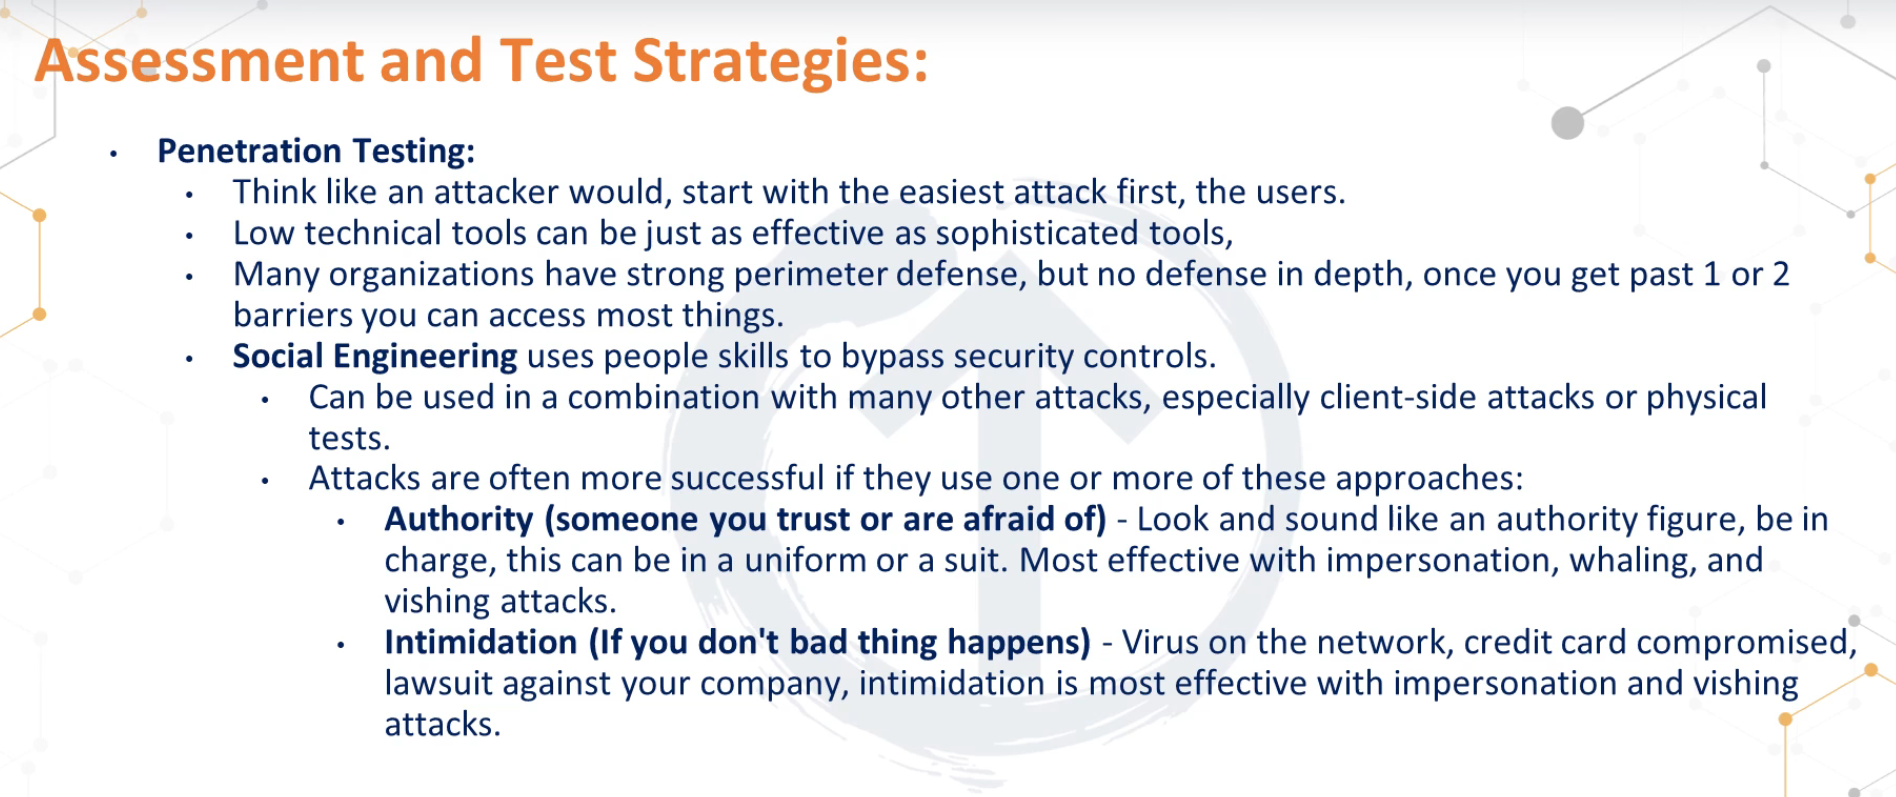 Assessment and Test Strategies:
• Penetration Testing:
• Think like an attacker would, start with the easiest attack first, the users.
• Low technical tools can be just as effective as sophisticated tools,
• Many organizations have strong perimeter defense, but no defense in depth, once you get past 1 or 2
barriers you can access most things.
• Social Engineering uses people skills to bypass security controls.
• Can be used in a combination with many other attacks, especially client-side attacks or physical
tests.
• Attacks are often more successful if they use one or more of these approaches:
• Authority (someone you trust or are afraid of) - Look and sound like an authority figure, be in
charge, this can be in a uniform or a suit. Most effective with impersonation, whaling, and
vishing attacks.
• Intimidation (If you don't bad thing happens) - Virus on the network, credit card compromised,
lawsuit against your company, intimidation is most effective with impersonation and vishing
attacks.